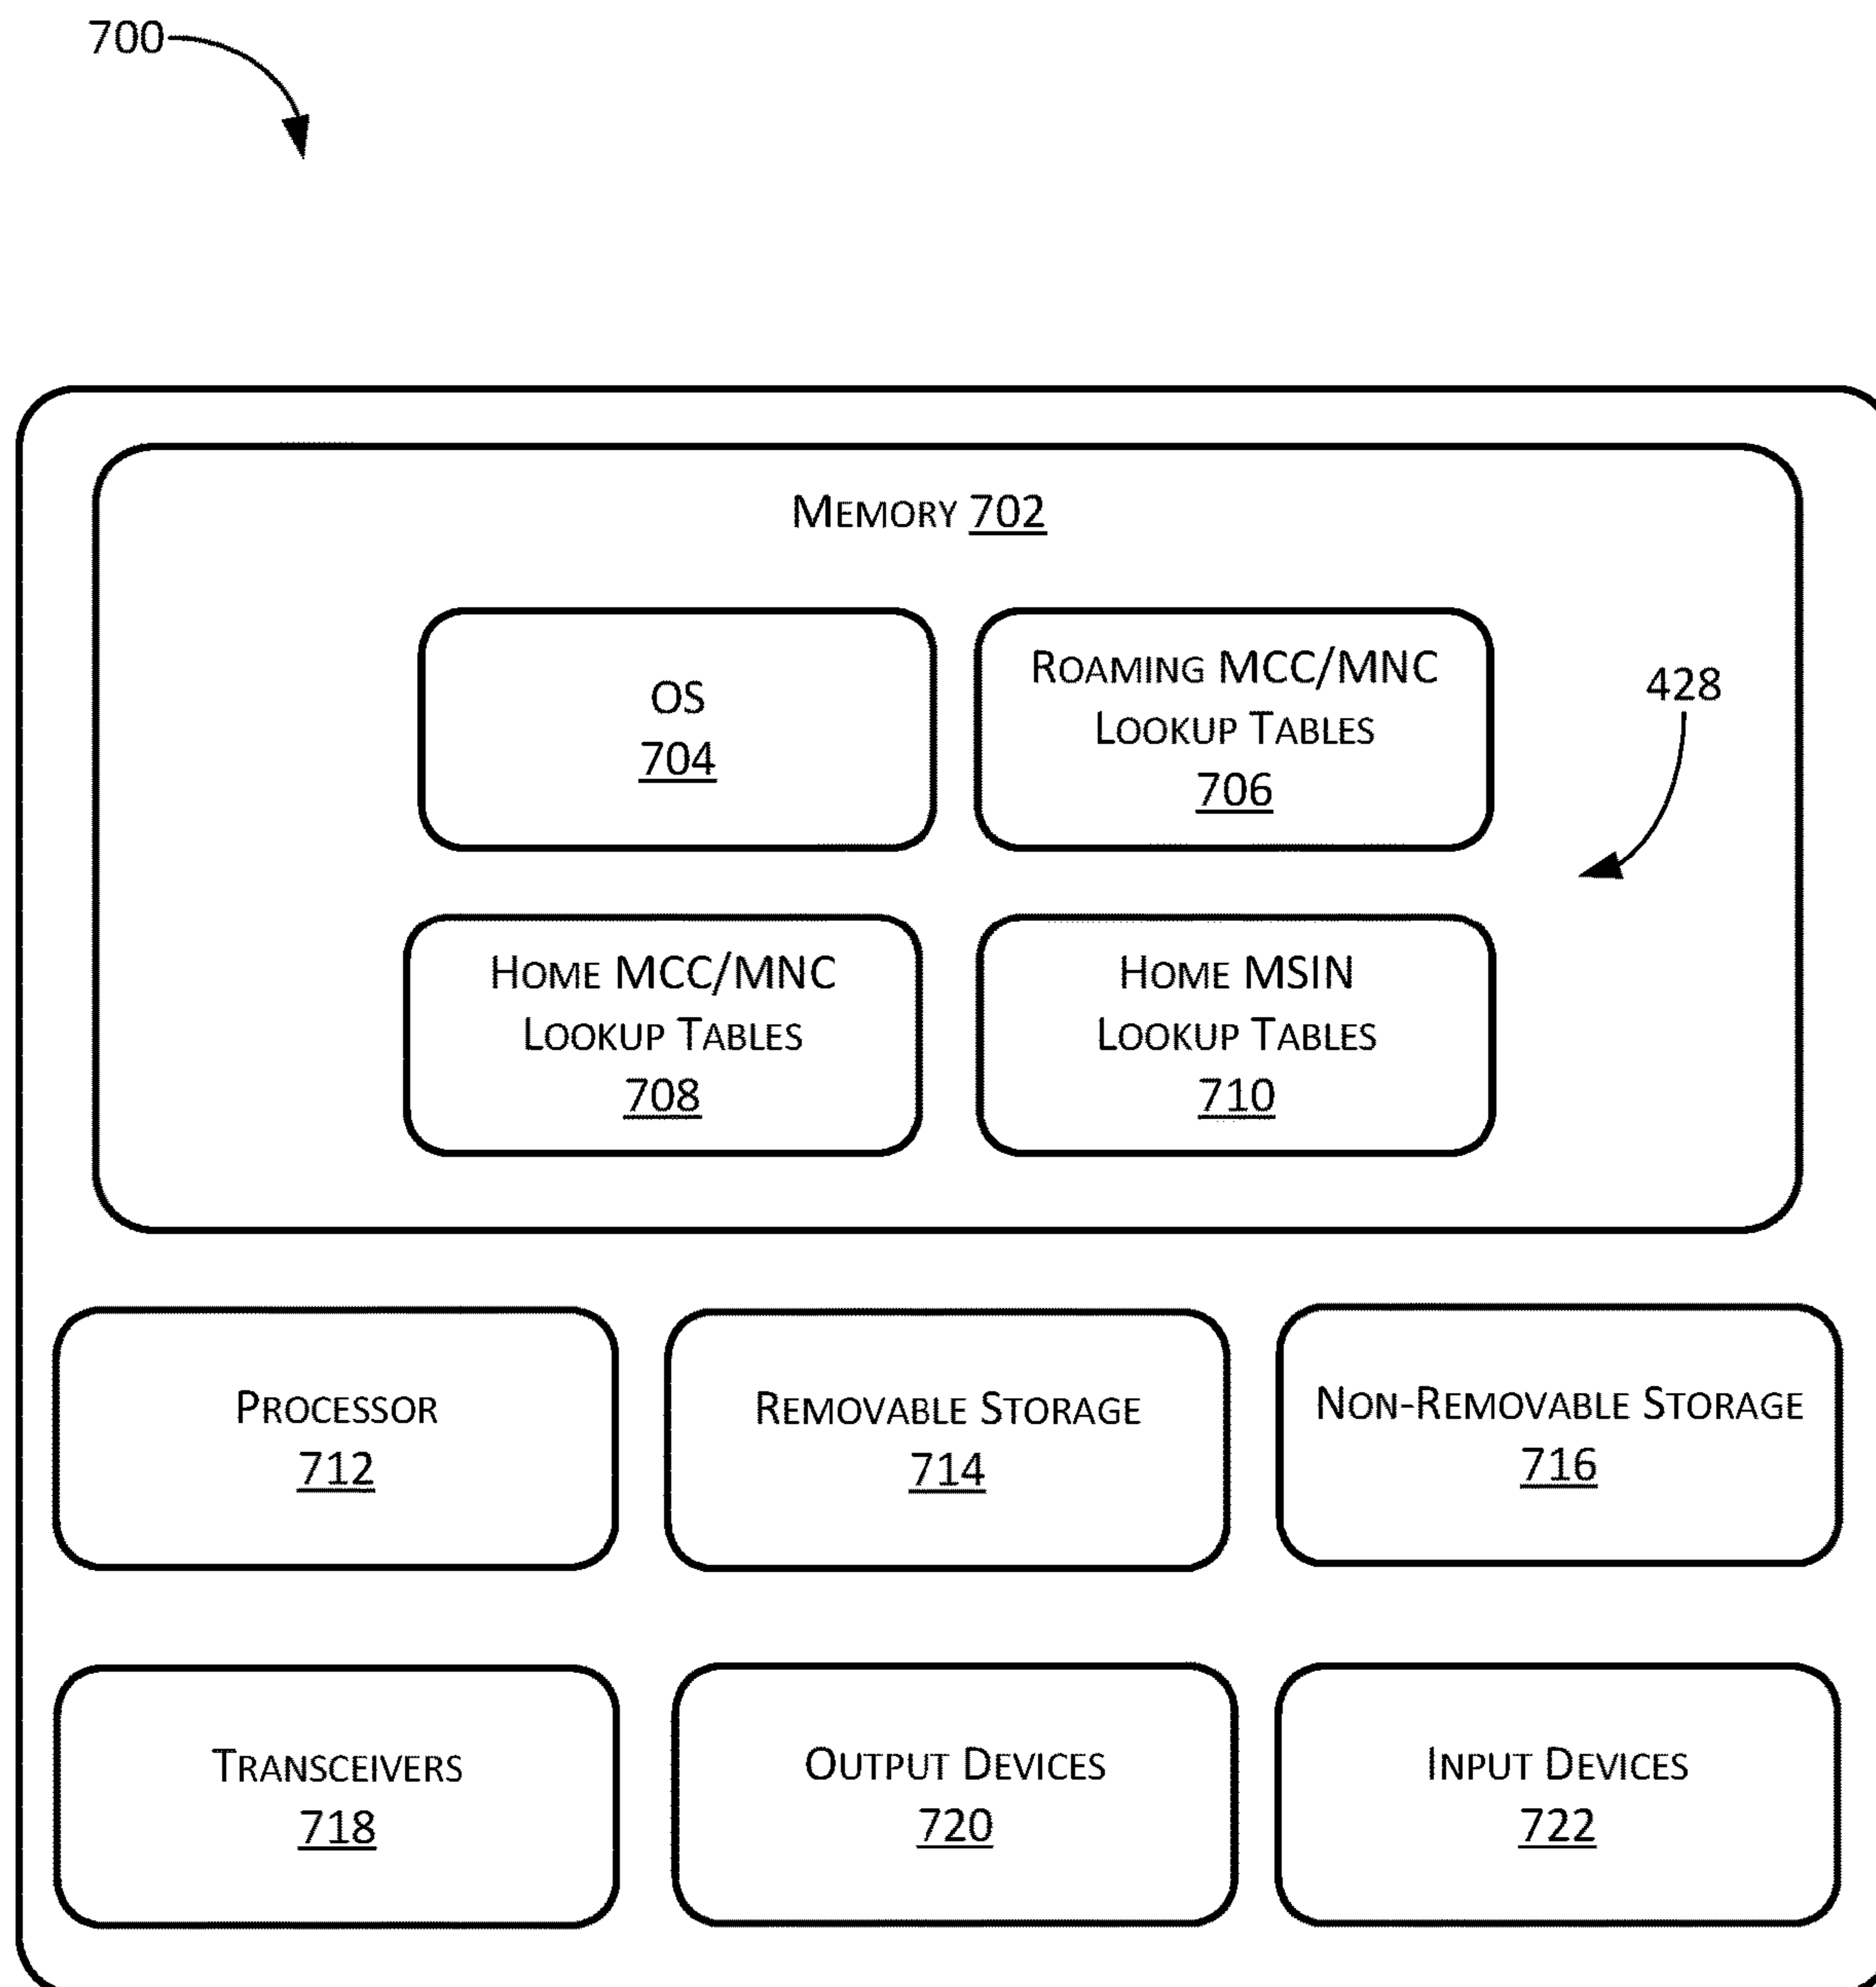 700
MEMORY 702
OS
704
ROAMING MCC/MNC
LOOKUP TABLES
706
428
HOME MCC/MNC
LOOKUP TABLES
708
HOME MSIN
LOOKUP TABLES
710
PROCESSOR
712
REMOVABLE STORAGE
714
NON-REMOVABLE STORAGE
716
TRANSCEIVERS
718
OUTPUT DEVICES
720
INPUT DEVICES
722